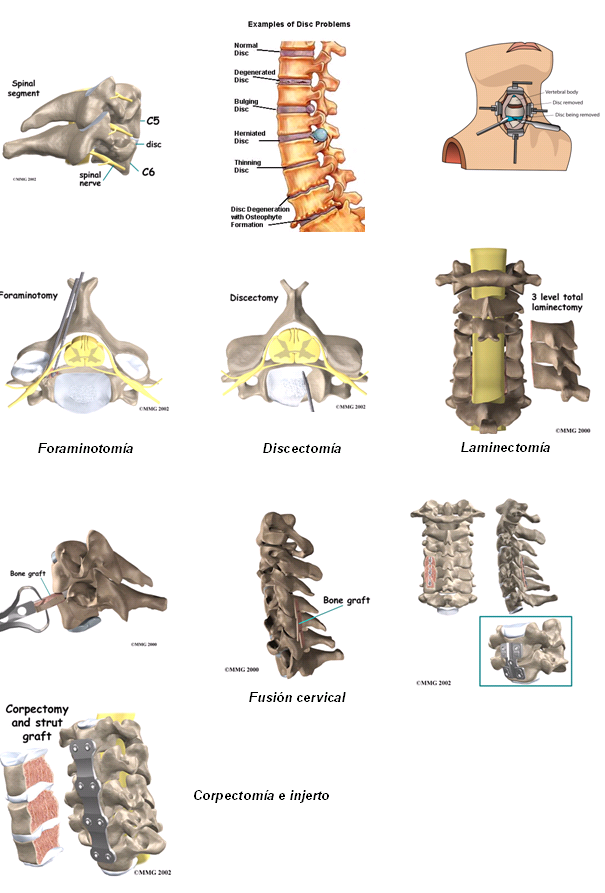 Examples of Disc Problems
Spinal
segment
C5
disc
C6
spinal
nerve
©MMG 2002
Normal
Disc
Degenerated
Disc
Bulging
Disc
Herniated
Disc
Thinning
Disc
Disc Degeneration
with Osteophyte
Formation
Vertebral body
Disc removed
Disc being removed
Foraminotomy
©MMG 2002
Discectomy
©MMG 2002
3 level total
laminectomy
©MMG 2000
Foraminotomía
Discectomía
Laminectomía
Bone graft
©MMG 2000
Bone graft
©MMG 2000
©MMG 2002
Fusión cervical
Corpectomy
and strut
graft
©MMG 2002
Corpectomía e injerto